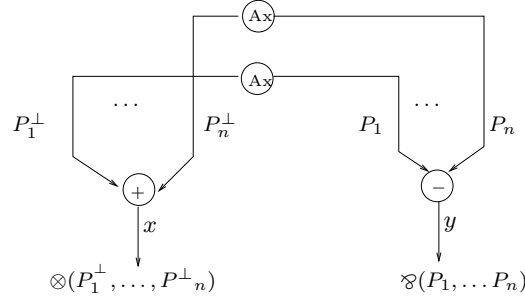 Ax
Ax
… …
P₁^⊥ Pₙ^⊥ P₁ Pₙ
+ −
x y
⊗(P₁^⊥, …, P^⊥ₙ) ⅋(P₁, … Pₙ)